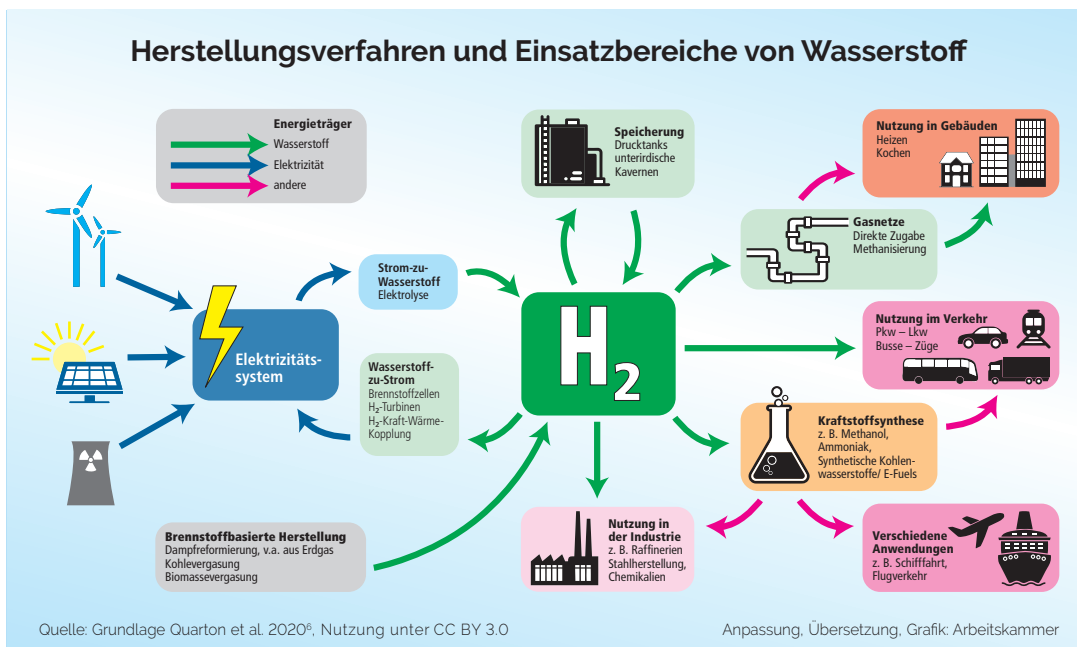 Herstellungsverfahren und Einsatzbereiche von Wasserstoff
Energieträger
Wasserstoff
Elektrizität
andere
Speicherung
Drucktanks
unterirdische
Kavernen
Nutzung in Gebäuden
Heizen
Kochen
Gasnetze
Direkte Zugabe
Methanisierung
Strom-zu-
Wasserstoff
Elektrolyse
Elektrizitäts-
system
H2
Nutzung im Verkehr
Pkw – Lkw
Busse – Züge
Wasserstoff-
zu-Strom
Brennstoffzellen
H₂-Turbinen
H₂-Kraft-Wärme-
Kopplung
Kraftstoffsynthese
z. B. Methanol,
Ammoniak,
Synthetische Kohlen-
wasserstoffe/ E-Fuels
Brennstoffbasierte Herstellung
Dampfreformierung, v.a. aus Erdgas
Kohlevergasung
Biomassevergasung
Nutzung in
der Industrie
z. B. Raffinerien
Stahlherstellung,
Chemikalien
Verschiedene
Anwendungen
z. B. Schifffahrt,
Flugverkehr
Quelle: Grundlage Quarton et al. 2020⁶, Nutzung unter CC BY 3.0
Anpassung, Übersetzung, Grafik: Arbeitskammer